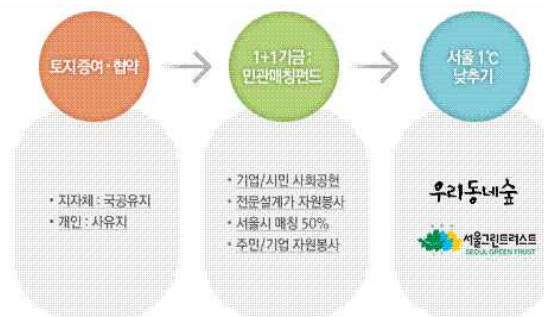 토지증여·협약
1+1기금:
민관매칭펀드
서울 1℃
낮추기
• 지자체 : 국공유지
• 개인 : 사유지
• 기업/시민 사회공헌
• 전문설계가 자원봉사
• 서울시 매칭 50%
• 주민/기업 자원봉사
우리동네숲
서울그린트러스트
SEOUL GREEN TRUST